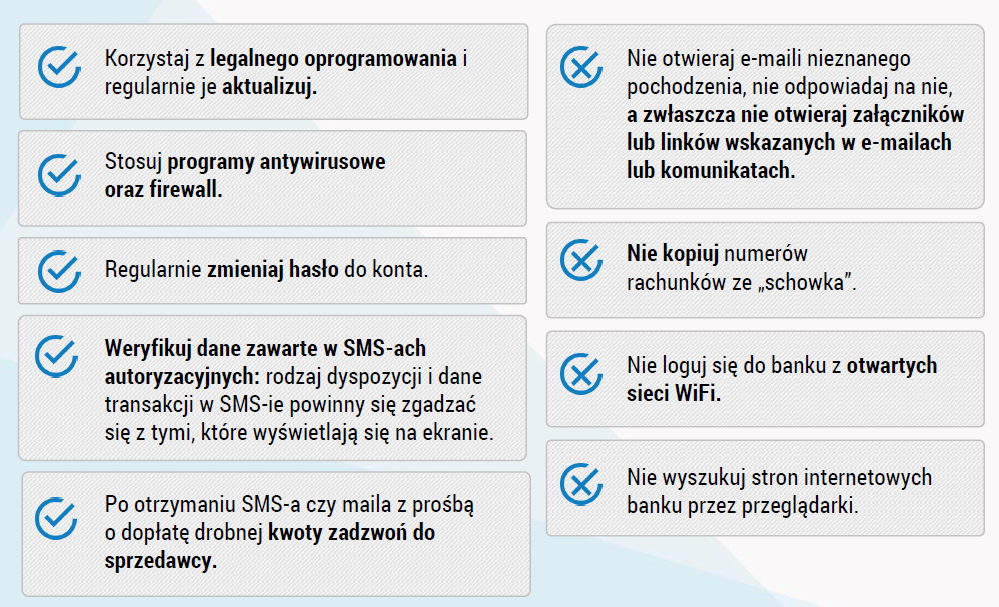 Korzystaj z legalnego oprogramowania i
regularnie je aktualizuj.
Stosuj programy antywirusowe
oraz firewall.
Regularnie zmieniaj hasło do konta.
Weryfikuj dane zawarte w SMS-ach
autoryzacyjnych: rodzaj dyspozycji i dane
transakcji w SMS-ie powinny się zgadzać
się z tymi, które wyświetlają się na ekranie.
Po otrzymaniu SMS-a czy maila z prośbą
o dopłatę drobnej kwoty zadzwoń do
sprzedawcy.
Nie otwieraj e-maili nieznanego
pochodzenia, nie odpowiadaj na nie,
a zwłaszcza nie otwieraj załączników
lub linków wskazanych w e-mailach
lub komunikatach.
Nie kopiuj numerów
rachunków ze „schowka”.
Nie loguj się do banku z otwartych
sieci WiFi.
Nie wyszukuj stron internetowych
banku przez przeglądarki.